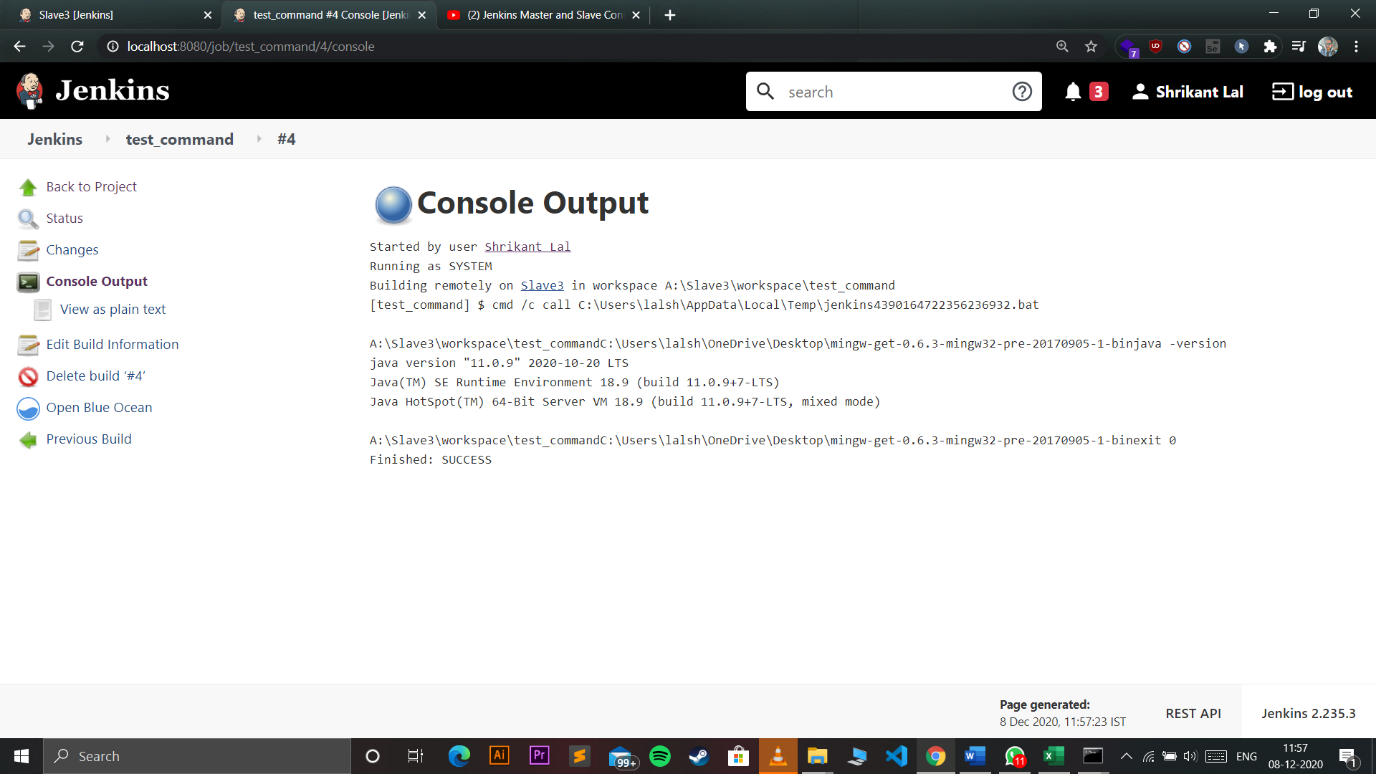 Slave3 [Jenkins]
test_command #4 Console [Jenki
(2) Jenkins Master and Slave Con
localhost:8080/job/test_command/4/console
7
Jenkins
search
3
Shrikant Lal
log out
Jenkins
test_command
#4
Back to Project
Status
Changes
Console Output
View as plain text
Edit Build Information
Delete build ‘#4’
Open Blue Ocean
Previous Build
Console Output
Started by user Shrikant Lal
Running as SYSTEM
Building remotely on Slave3 in workspace A:\Slave3\workspace\test_command
[test_command] $ cmd /c call C:\Users\lalsh\AppData\Local\Temp\jenkins4390164722356236932.bat
A:\Slave3\workspace\test_commandC:\Users\lalsh\OneDrive\Desktop\mingw-get-0.6.3-mingw32-pre-20170905-1-binjava -version
java version "11.0.9" 2020-10-20 LTS
Java(TM) SE Runtime Environment 18.9 (build 11.0.9+7-LTS)
Java HotSpot(TM) 64-Bit Server VM 18.9 (build 11.0.9+7-LTS, mixed mode)
A:\Slave3\workspace\test_commandC:\Users\lalsh\OneDrive\Desktop\mingw-get-0.6.3-mingw32-pre-20170905-1-binexit 0
Finished: SUCCESS
Page generated:
8 Dec 2020, 11:57:23 IST
REST API
Jenkins 2.235.3
Search
Ai
Pr
99+
11
ENG
11:57
08-12-2020
1